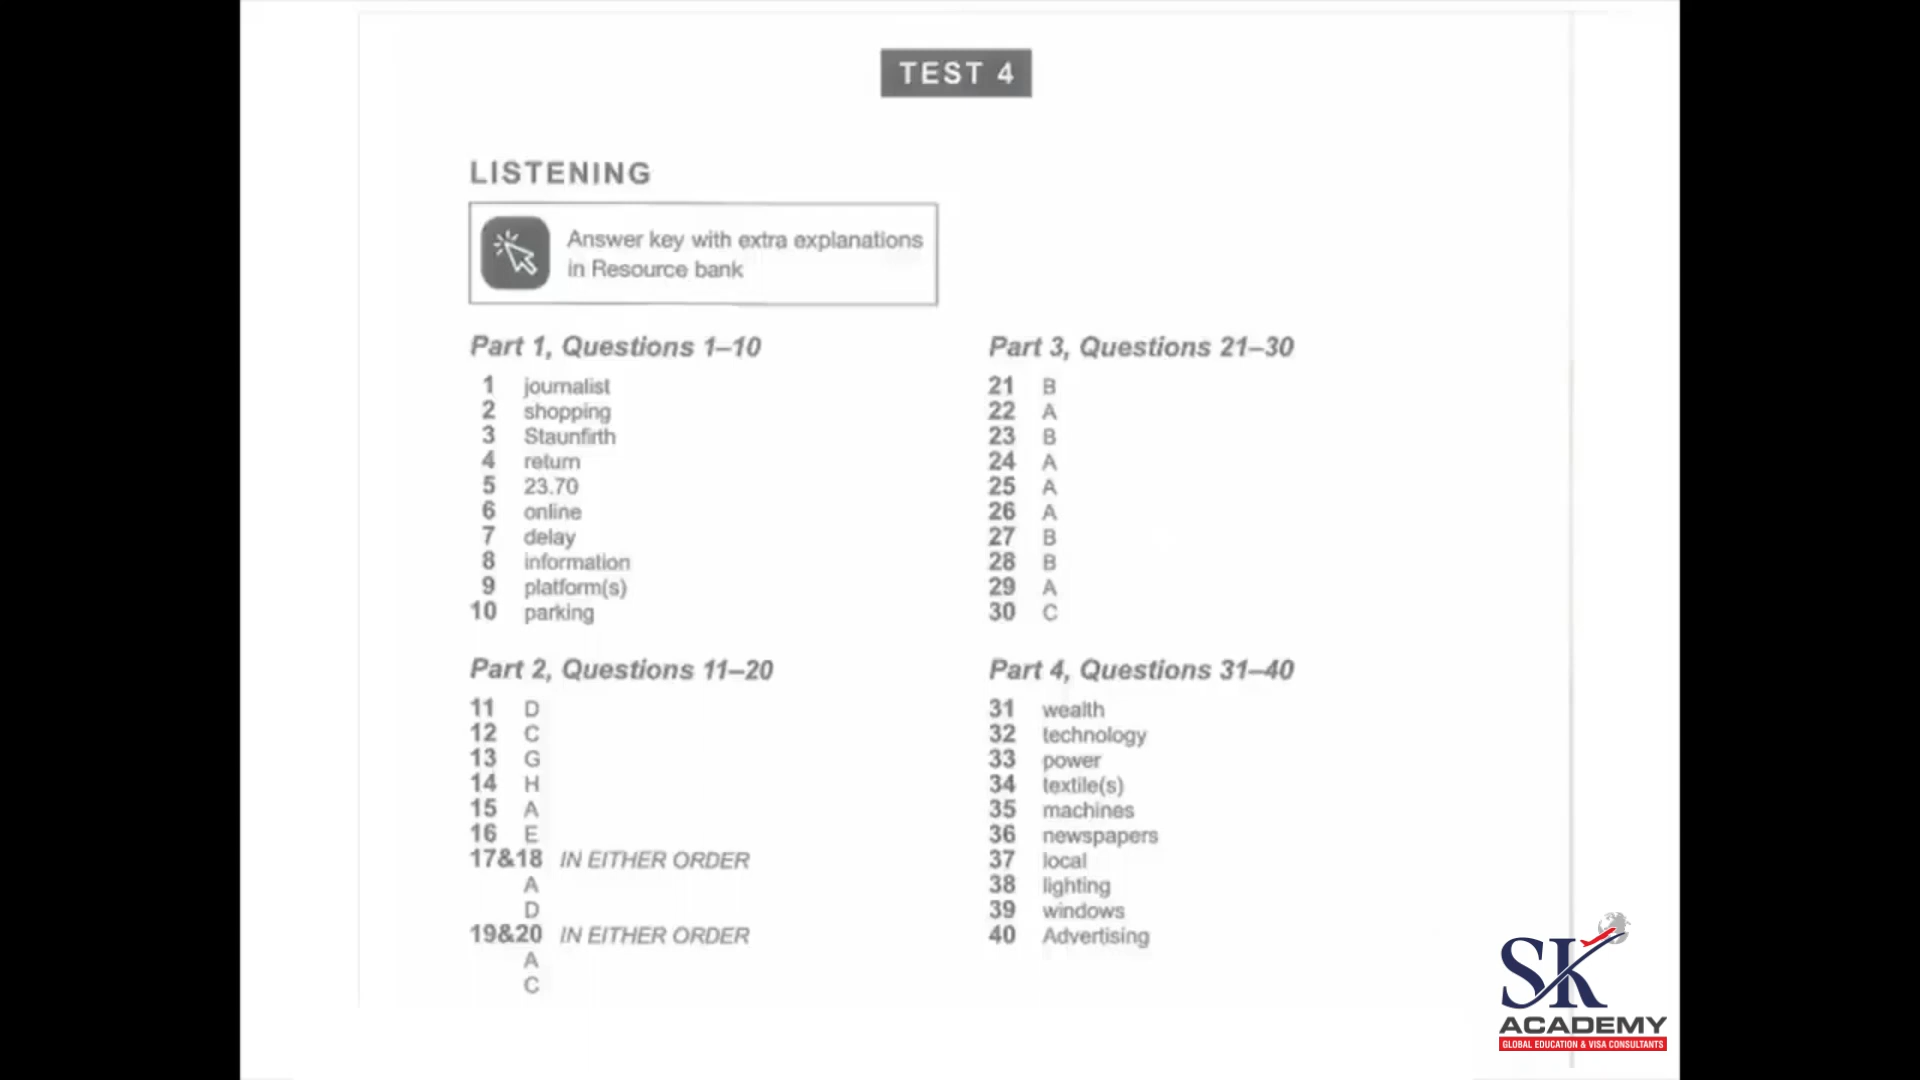 TEST 4
LISTENING
Answer key with extra explanations
in Resource bank
Part 1, Questions 1–10
1 journalist
2 shopping
3 Staunfirth
4 return
5 23.70
6 online
7 delay
8 information
9 platform(s)
10 parking
Part 2, Questions 11–20
11 D
12 C
13 G
14 H
15 A
16 E
17&18 IN EITHER ORDER
A
D
19&20 IN EITHER ORDER
A
C
Part 3, Questions 21–30
21 B
22 A
23 B
24 A
25 A
26 A
27 B
28 B
29 A
30 C
Part 4, Questions 31–40
31 wealth
32 technology
33 power
34 textile(s)
35 machines
36 newspapers
37 local
38 lighting
39 windows
40 Advertising
SK
ACADEMY
GLOBAL EDUCATION & VISA CONSULTANTS